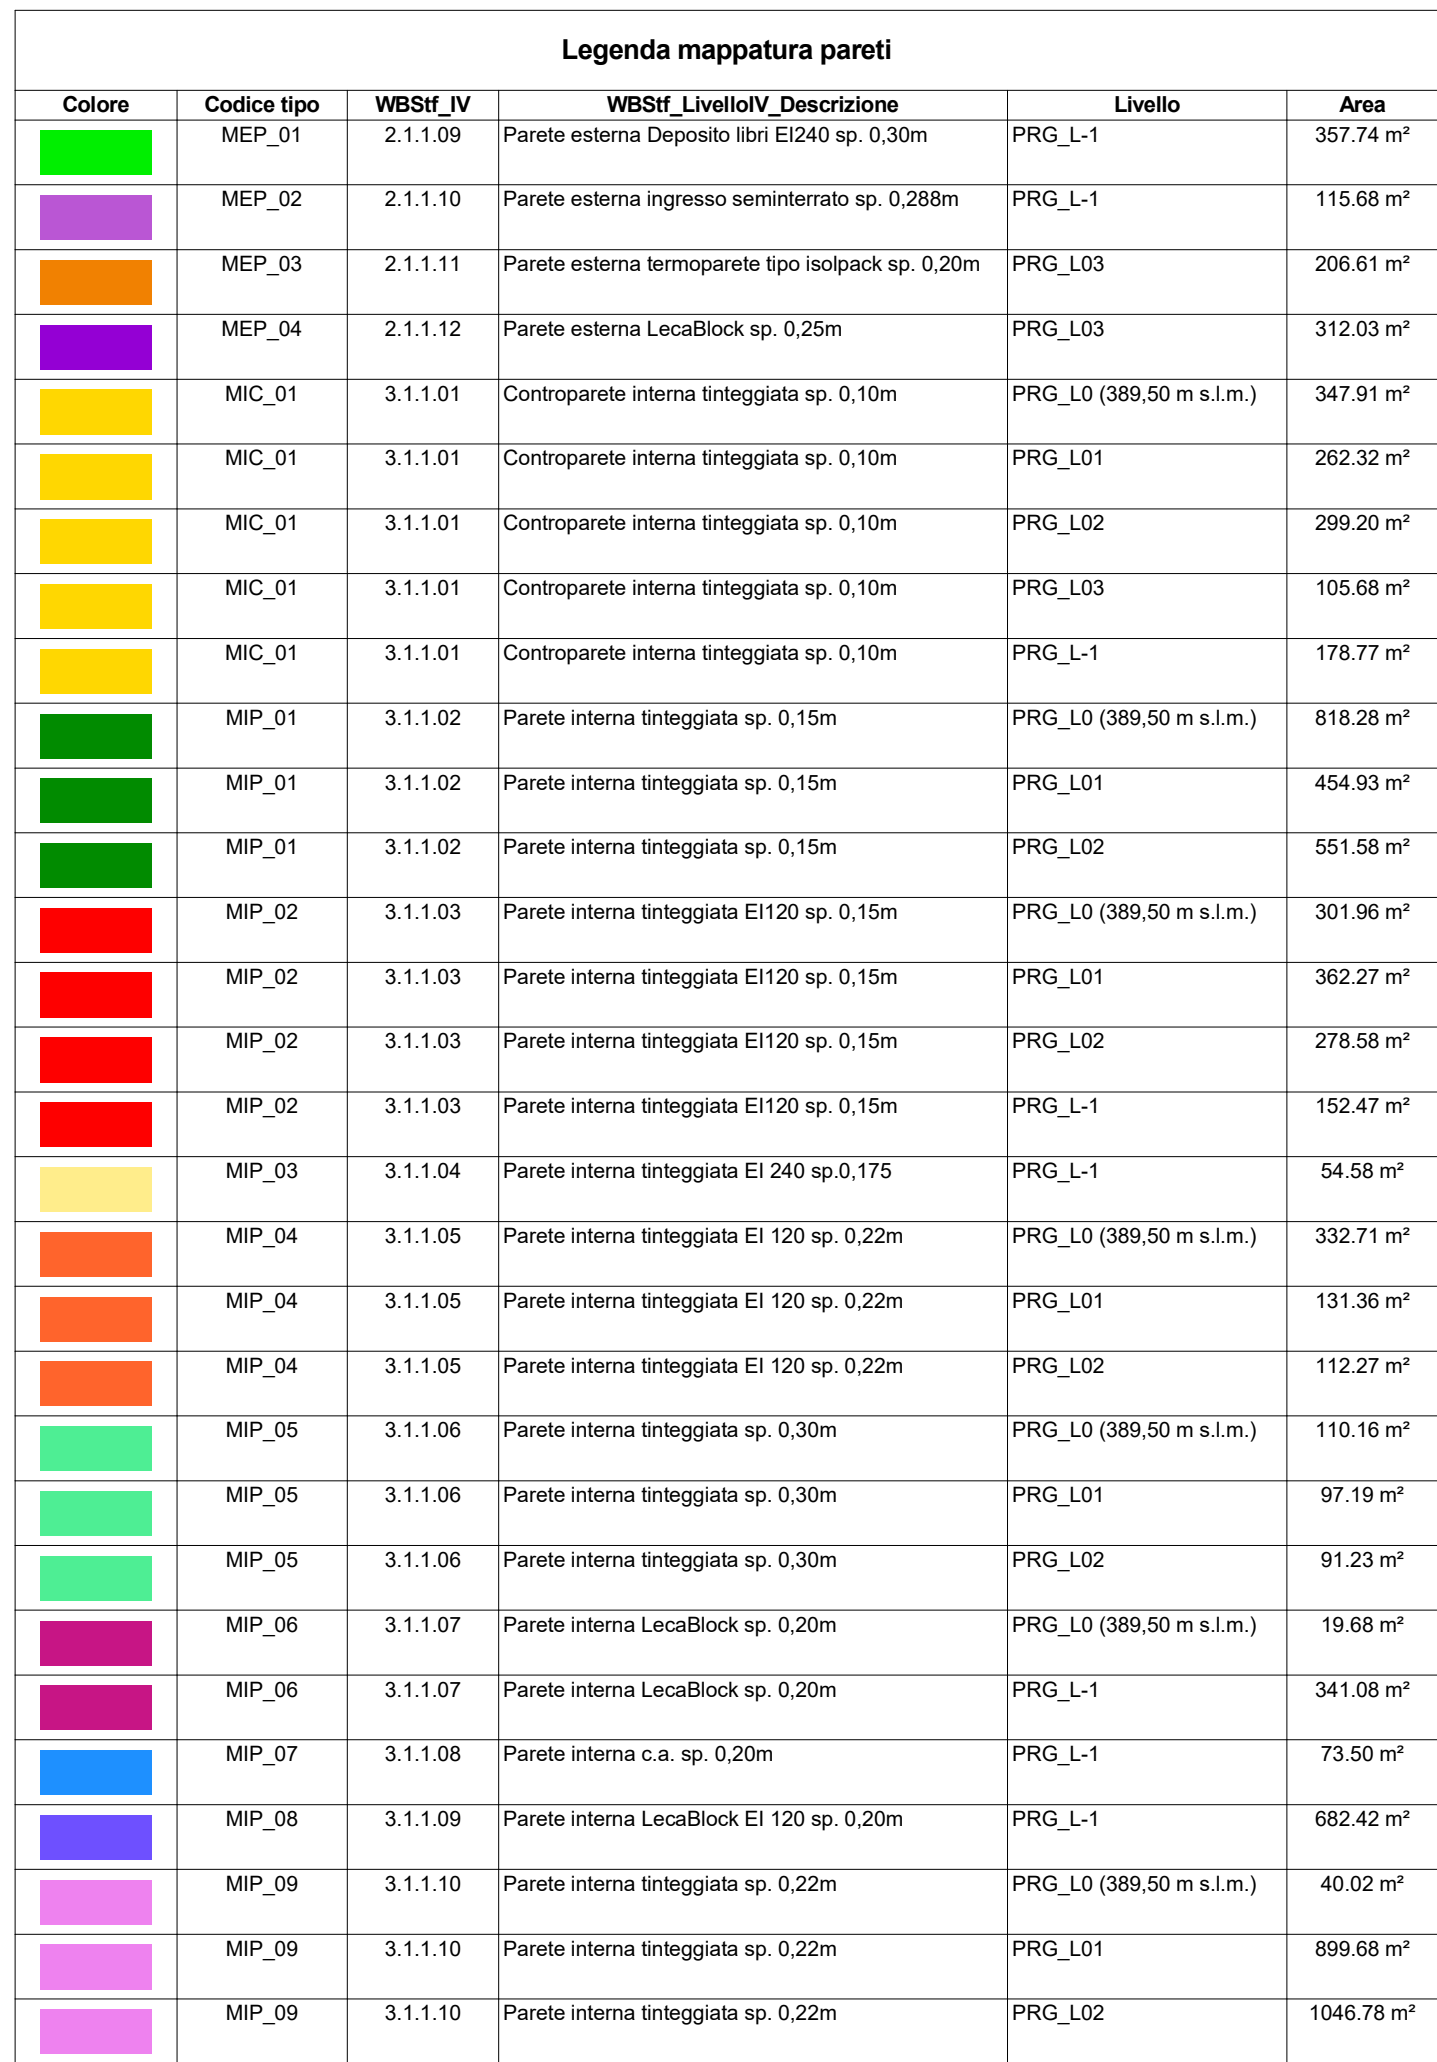 Legenda mappatura pareti
Colore Codice tipo WBStf_IV WBStf_LivelloIV_Descrizione Livello Area
MEP_01 2.1.1.09 Parete esterna Deposito libri EI240 sp. 0,30m PRG_L-1 357.74 m²
MEP_02 2.1.1.10 Parete esterna ingresso seminterrato sp. 0,288m PRG_L-1 115.68 m²
MEP_03 2.1.1.11 Parete esterna termoparete tipo isolpack sp. 0,20m PRG_L03 206.61 m²
MEP_04 2.1.1.12 Parete esterna LecaBlock sp. 0,25m PRG_L03 312.03 m²
MIC_01 3.1.1.01 Controparete interna tinteggiata sp. 0,10m PRG_L0 (389,50 m s.l.m.) 347.91 m²
MIC_01 3.1.1.01 Controparete interna tinteggiata sp. 0,10m PRG_L01 262.32 m²
MIC_01 3.1.1.01 Controparete interna tinteggiata sp. 0,10m PRG_L02 299.20 m²
MIC_01 3.1.1.01 Controparete interna tinteggiata sp. 0,10m PRG_L03 105.68 m²
MIC_01 3.1.1.01 Controparete interna tinteggiata sp. 0,10m PRG_L-1 178.77 m²
MIP_01 3.1.1.02 Parete interna tinteggiata sp. 0,15m PRG_L0 (389,50 m s.l.m.) 818.28 m²
MIP_01 3.1.1.02 Parete interna tinteggiata sp. 0,15m PRG_L01 454.93 m²
MIP_01 3.1.1.02 Parete interna tinteggiata sp. 0,15m PRG_L02 551.58 m²
MIP_02 3.1.1.03 Parete interna tinteggiata EI120 sp. 0,15m PRG_L0 (389,50 m s.l.m.) 301.96 m²
MIP_02 3.1.1.03 Parete interna tinteggiata EI120 sp. 0,15m PRG_L01 362.27 m²
MIP_02 3.1.1.03 Parete interna tinteggiata EI120 sp. 0,15m PRG_L02 278.58 m²
MIP_02 3.1.1.03 Parete interna tinteggiata EI120 sp. 0,15m PRG_L-1 152.47 m²
MIP_03 3.1.1.04 Parete interna tinteggiata EI 240 sp.0,175 PRG_L-1 54.58 m²
MIP_04 3.1.1.05 Parete interna tinteggiata EI 120 sp. 0,22m PRG_L0 (389,50 m s.l.m.) 332.71 m²
MIP_04 3.1.1.05 Parete interna tinteggiata EI 120 sp. 0,22m PRG_L01 131.36 m²
MIP_04 3.1.1.05 Parete interna tinteggiata EI 120 sp. 0,22m PRG_L02 112.27 m²
MIP_05 3.1.1.06 Parete interna tinteggiata sp. 0,30m PRG_L0 (389,50 m s.l.m.) 110.16 m²
MIP_05 3.1.1.06 Parete interna tinteggiata sp. 0,30m PRG_L01 97.19 m²
MIP_05 3.1.1.06 Parete interna tinteggiata sp. 0,30m PRG_L02 91.23 m²
MIP_06 3.1.1.07 Parete interna LecaBlock sp. 0,20m PRG_L0 (389,50 m s.l.m.) 19.68 m²
MIP_06 3.1.1.07 Parete interna LecaBlock sp. 0,20m PRG_L-1 341.08 m²
MIP_07 3.1.1.08 Parete interna c.a. sp. 0,20m PRG_L-1 73.50 m²
MIP_08 3.1.1.09 Parete interna LecaBlock EI 120 sp. 0,20m PRG_L-1 682.42 m²
MIP_09 3.1.1.10 Parete interna tinteggiata sp. 0,22m PRG_L0 (389,50 m s.l.m.) 40.02 m²
MIP_09 3.1.1.10 Parete interna tinteggiata sp. 0,22m PRG_L01 899.68 m²
MIP_09 3.1.1.10 Parete interna tinteggiata sp. 0,22m PRG_L02 1046.78 m²